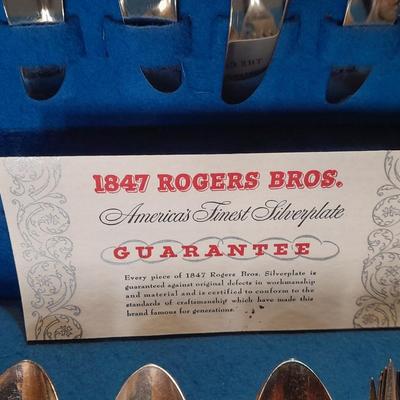 1847 ROGERS BROS.
America's Finest Silverplate
GUARANTEE
Every piece of 1847 Rogers Bros. Silverplate is
guaranteed against original defects in workmanship
and material and is certified to conform to the
standards of craftsmanship which have made this
brand famous for generations.